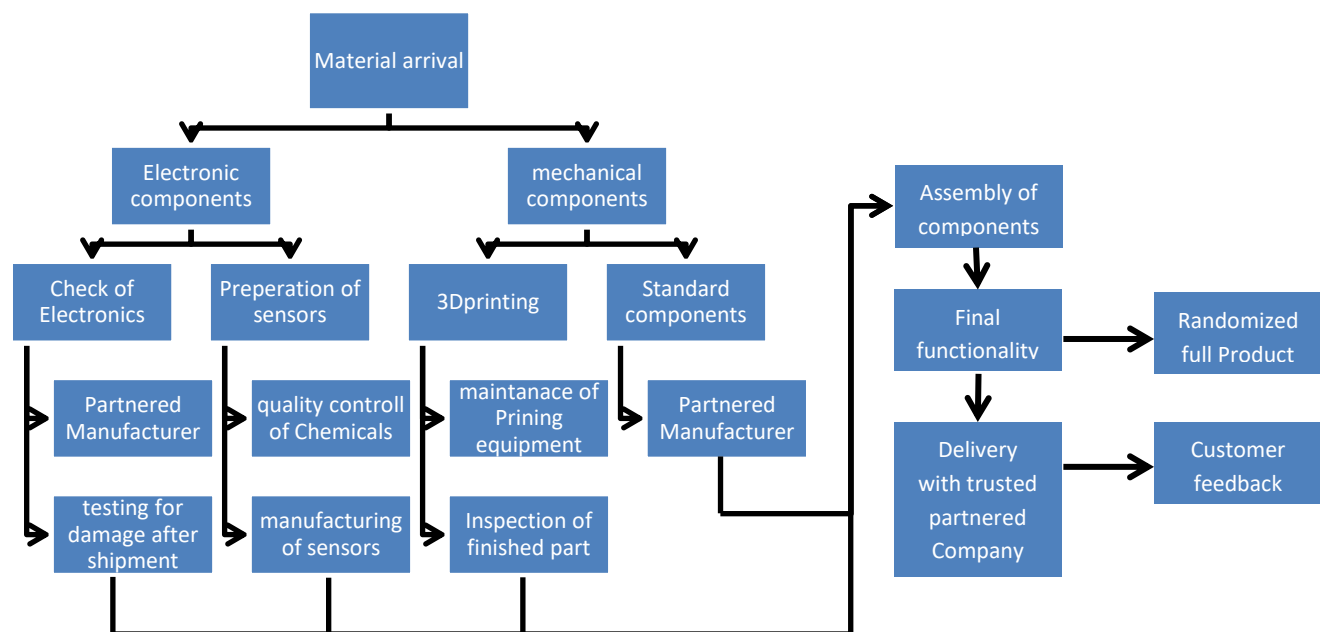 Material arrival
Electronic
components
mechanical
components
Check of
Electronics
Preperation of
sensors
3Dprinting
Standard
components
Partnered
Manufacturer
testing for
damage after
shipment
quality controll
of Chemicals
manufacturing
of sensors
maintanace of
Prining
equipment
Inspection of
finished part
Partnered
Manufacturer
Assembly of
components
Final
functionality
Randomized
full Product
Delivery
with trusted
partnered
Company
Customer
feedback